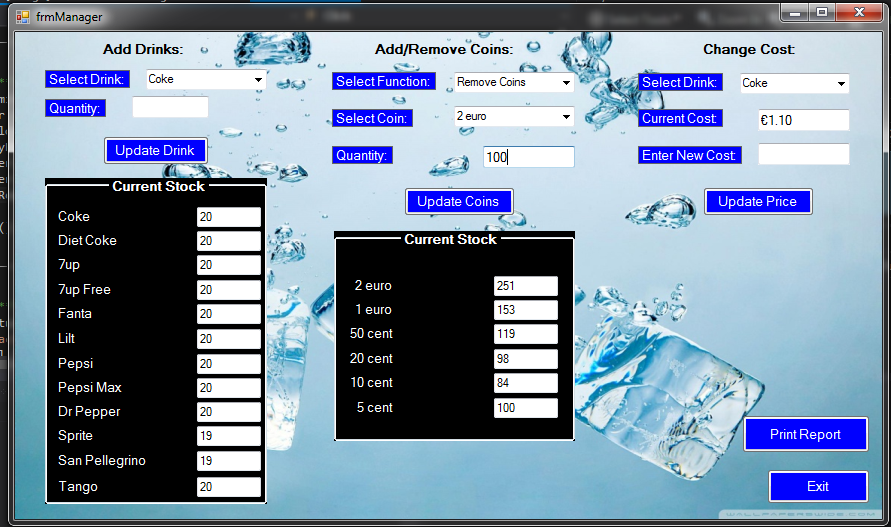 frmManager
Add Drinks:
Select Drink: Coke
Quantity:
Update Drink
Current Stock
Coke 20
Diet Coke 20
7up 20
7up Free 20
Fanta 20
Lilt 20
Pepsi 20
Pepsi Max 20
Dr Pepper 20
Sprite 19
San Pellegrino 19
Tango 20
Add/Remove Coins:
Select Function: Remove Coins
Select Coin: 2 euro
Quantity: 100
Update Coins
Current Stock
2 euro 251
1 euro 153
50 cent 119
20 cent 98
10 cent 84
5 cent 100
Change Cost:
Select Drink: Coke
Current Cost: €1.10
Enter New Cost:
Update Price
Print Report
Exit